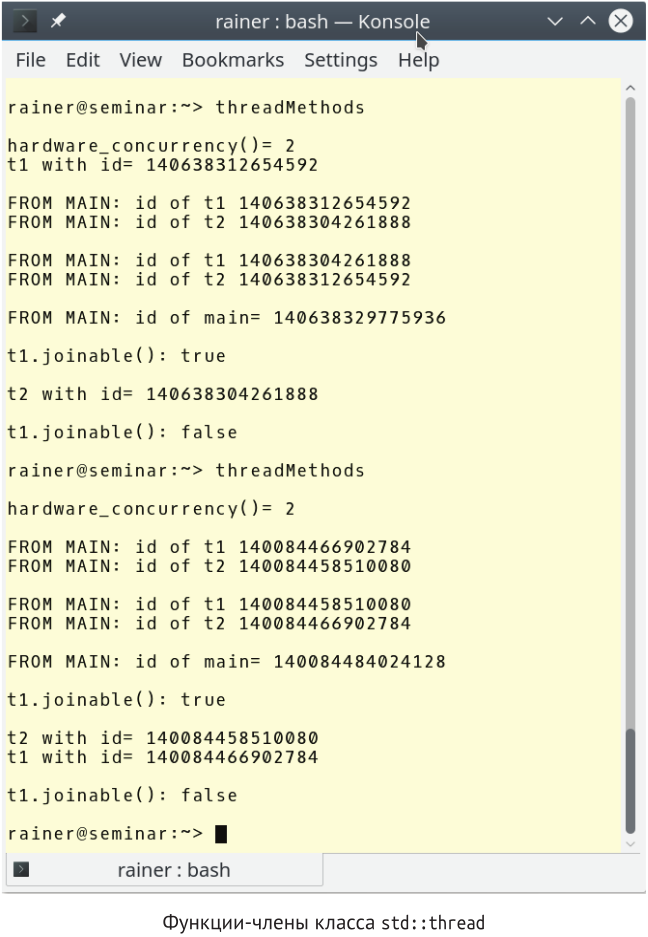 rainer : bash — Konsole
File Edit View Bookmarks Settings Help
rainer@seminar:~> threadMethods
hardware_concurrency()= 2
t1 with id= 140638312654592
FROM MAIN: id of t1 140638312654592
FROM MAIN: id of t2 140638304261888
FROM MAIN: id of t1 140638304261888
FROM MAIN: id of t2 140638312654592
FROM MAIN: id of main= 140638329775936
t1.joinable(): true
t2 with id= 140638304261888
t1.joinable(): false
rainer@seminar:~> threadMethods
hardware_concurrency()= 2
FROM MAIN: id of t1 140084466902784
FROM MAIN: id of t2 140084458510080
FROM MAIN: id of t1 140084458510080
FROM MAIN: id of t2 140084466902784
FROM MAIN: id of main= 140084484024128
t1.joinable(): true
t2 with id= 140084458510080
t1 with id= 140084466902784
t1.joinable(): false
rainer@seminar:~>
rainer : bash
Функции-члены класса std::thread